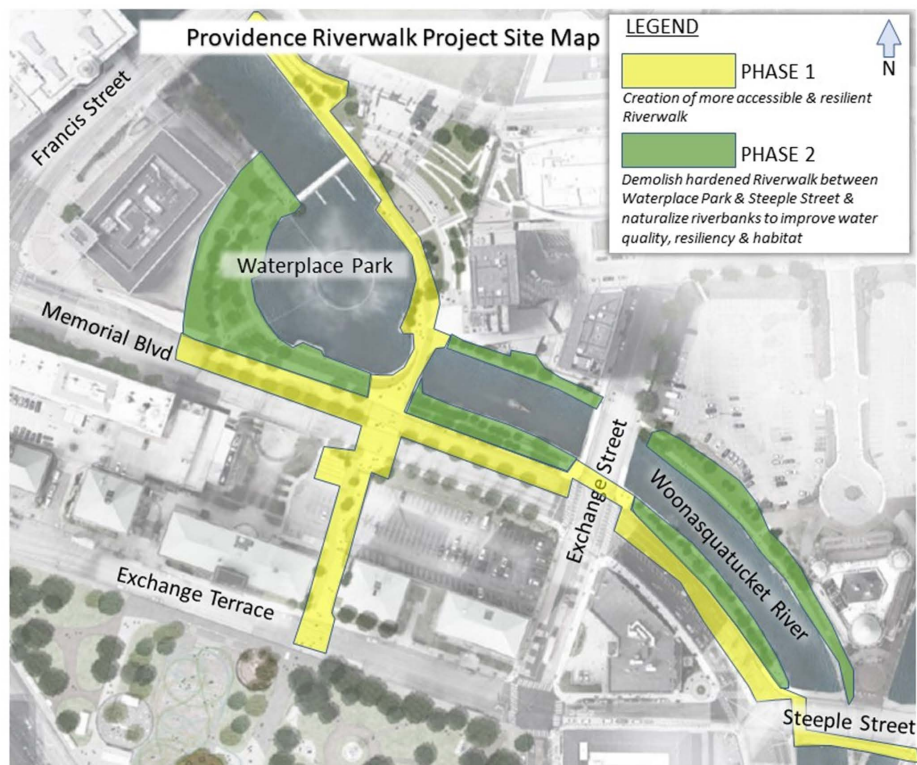 Providence Riverwalk Project Site Map
LEGEND
N
PHASE 1
Creation of more accessible & resilient
Riverwalk
PHASE 2
Demolish hardened Riverwalk between
Waterplace Park & Steeple Street &
naturalize riverbanks to improve water
quality, resiliency & habitat
Francis Street
Waterplace Park
Memorial Blvd
Exchange Street
Woonasquatucket River
Exchange Terrace
Steeple Street